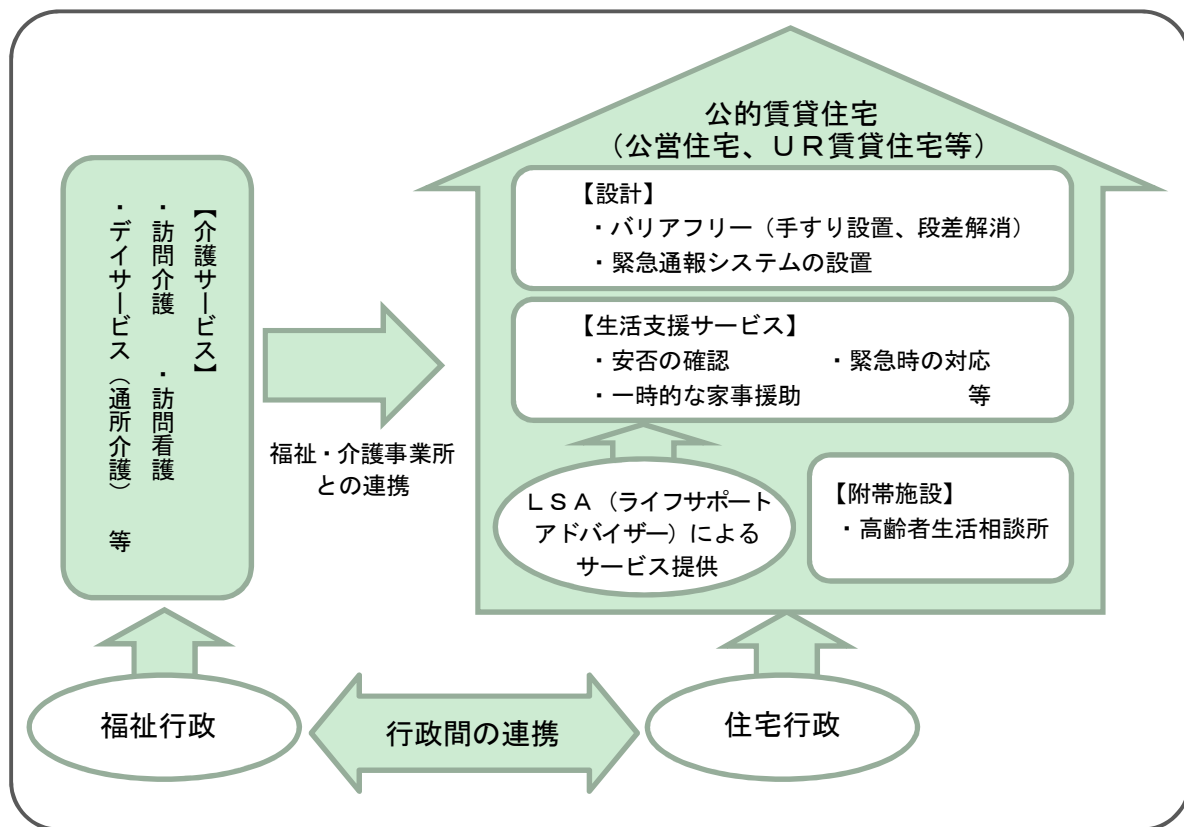 公的賃貸住宅
(公営住宅、UR賃貸住宅等)
【設計】
・バリアフリー(手すり設置、段差解消)
・緊急通報システムの設置
【生活支援サービス】
・安否の確認　・緊急時の対応
・一時的な家事援助　等
LSA(ライフサポート
アドバイザー)による
サービス提供
【附帯施設】
・高齢者生活相談所
【介護サービス】
・訪問介護　・訪問看護
・デイサービス(通所介護)　等
福祉・介護事業所
との連携
福祉行政
行政間の連携
住宅行政